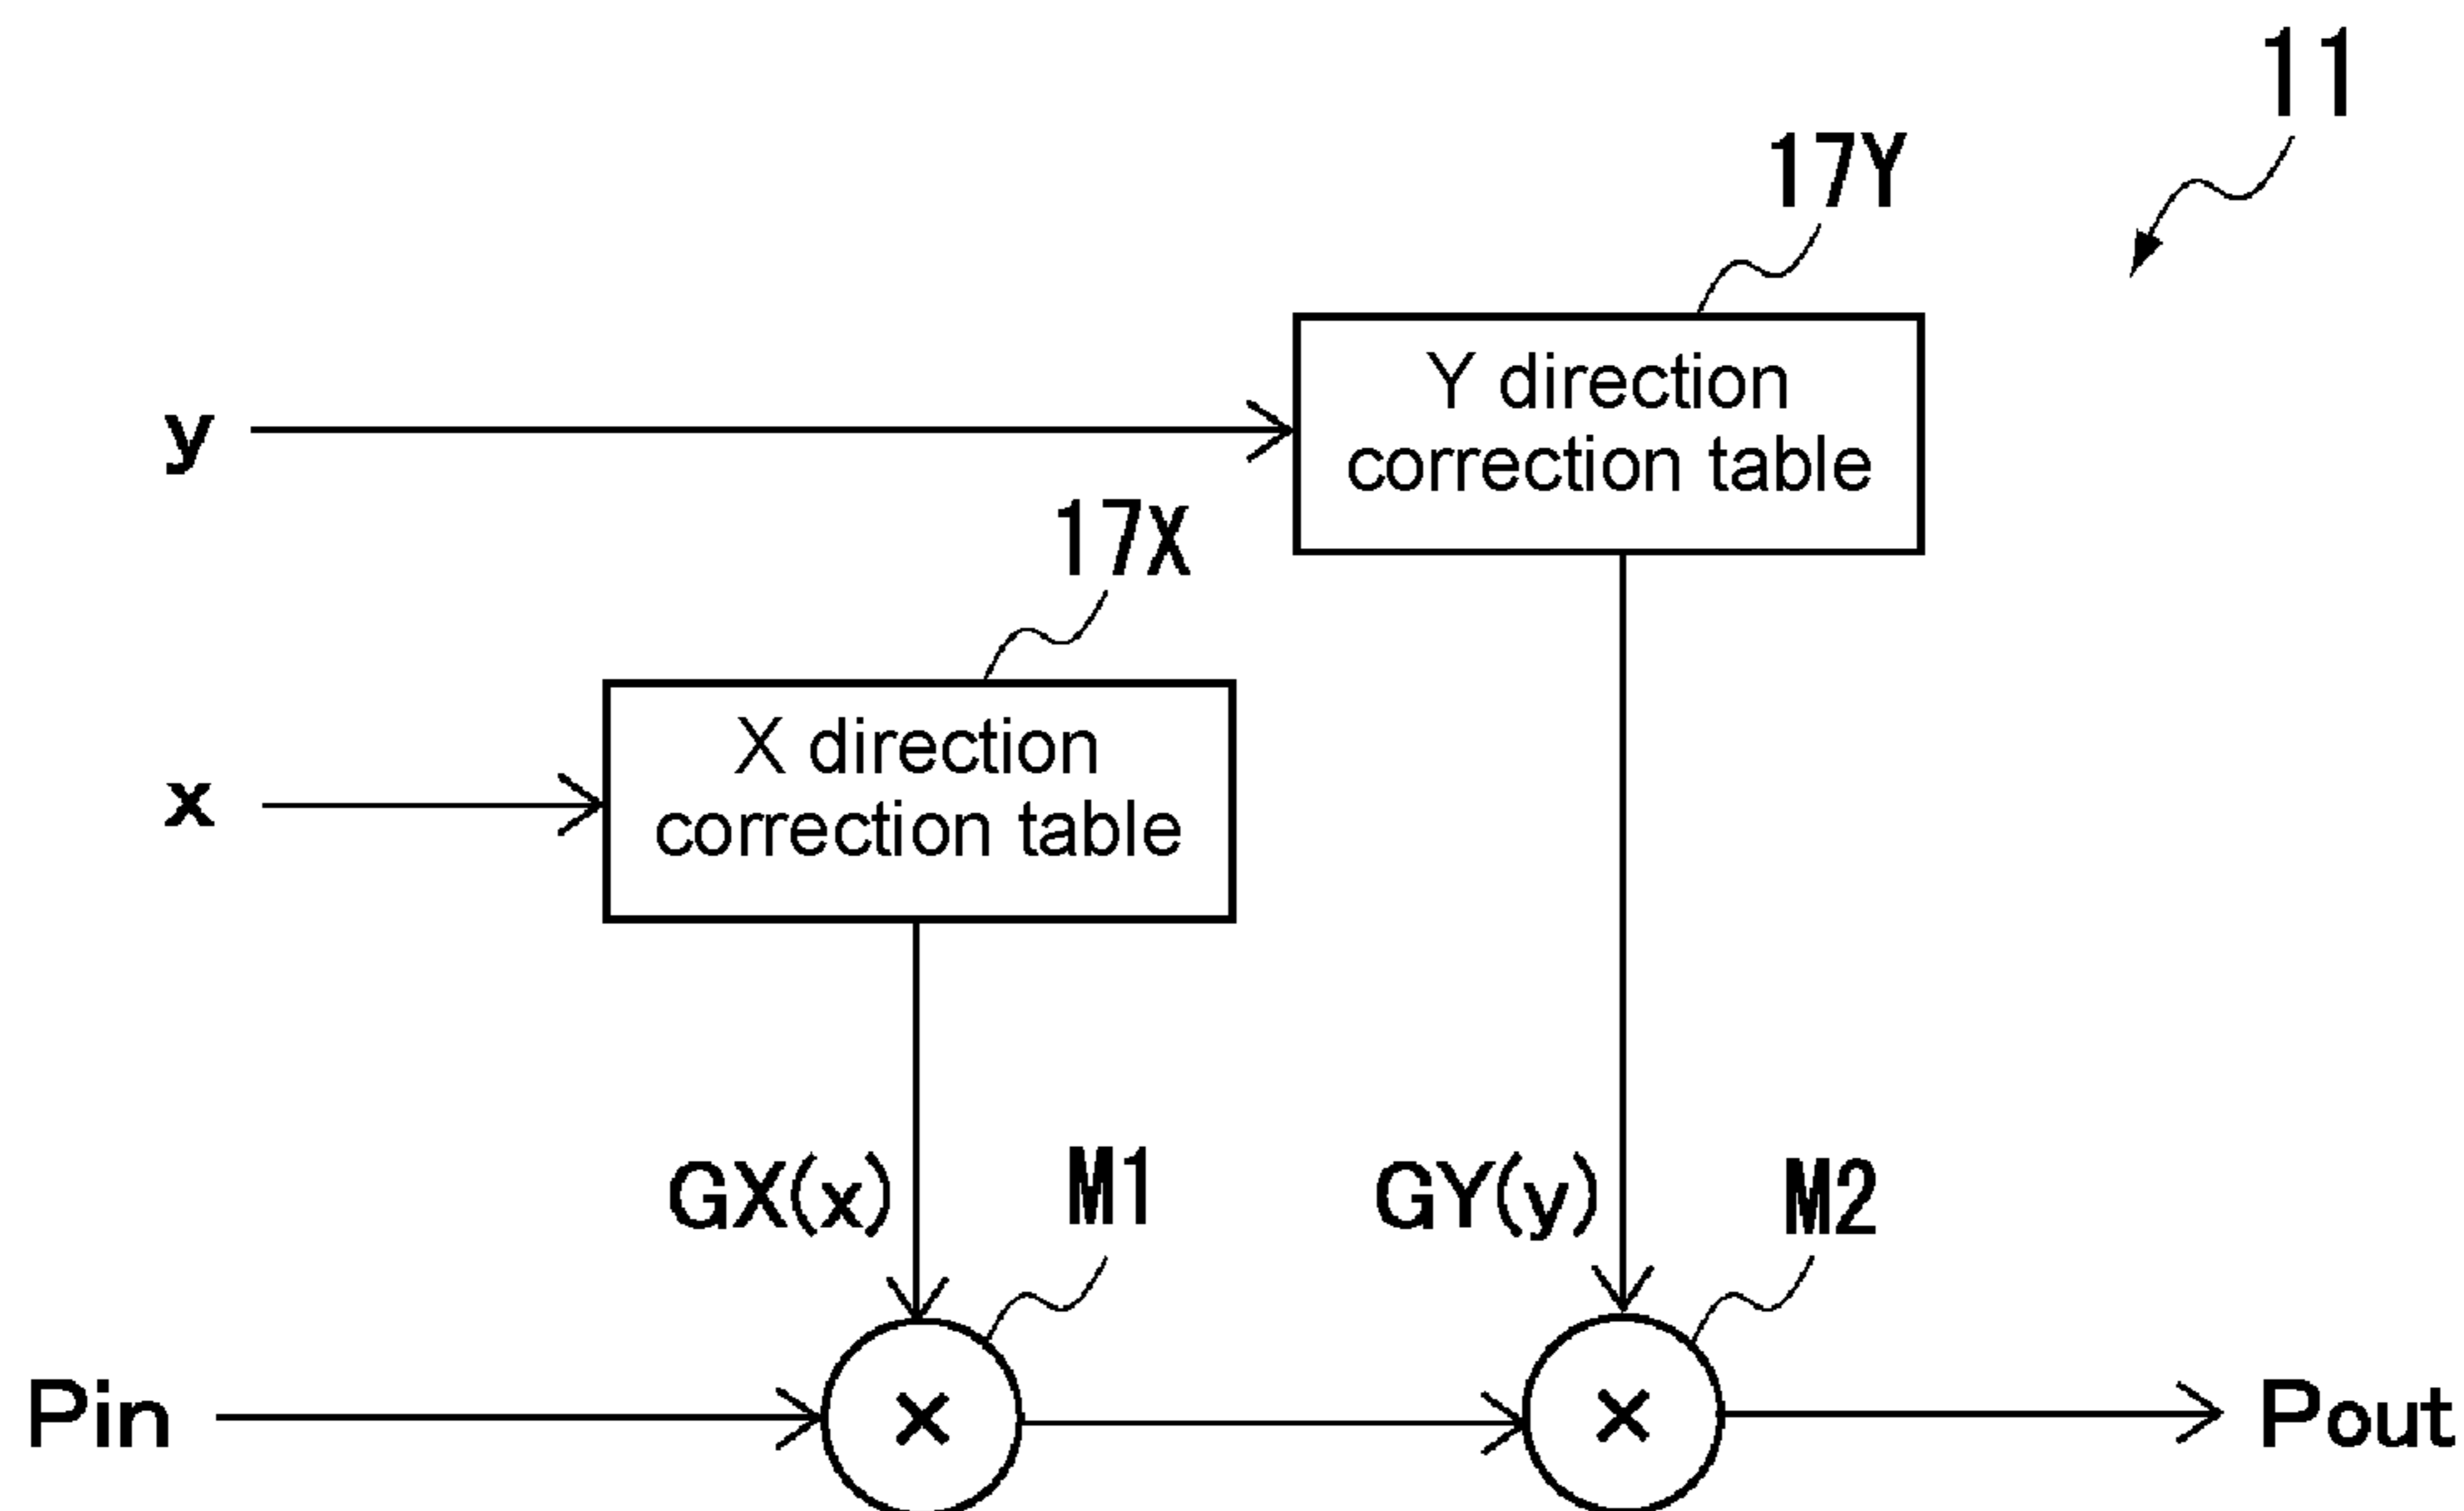 11
17Y
Y direction
correction table
y
17X
X direction
correction table
x
GX(x)
M1
GY(y)
M2
Pin
×
×
Pout